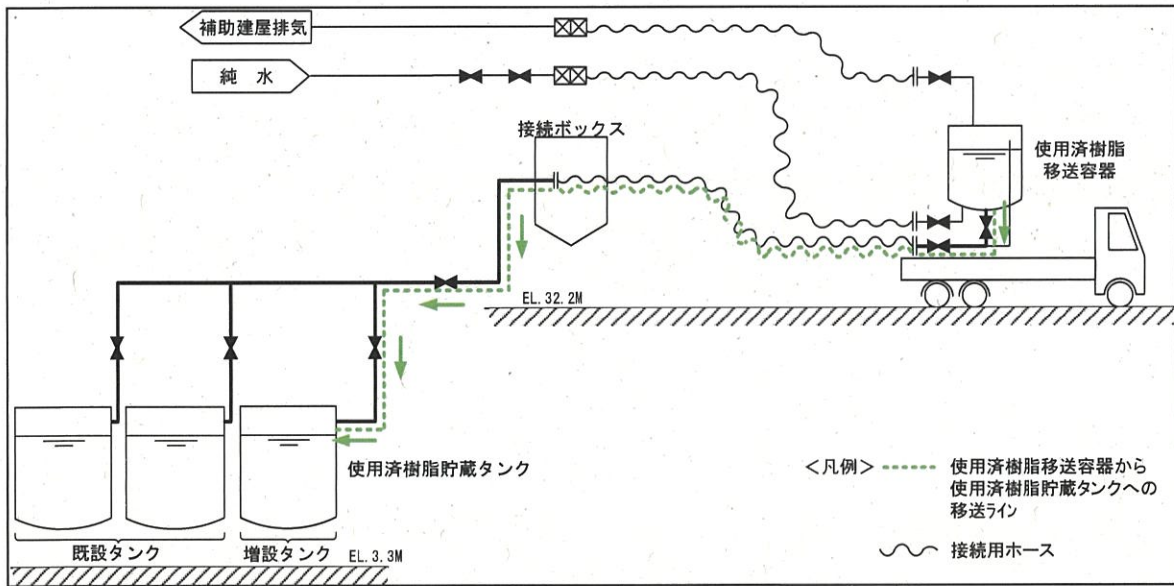 補助建屋排気
純 水
接続ボックス
使用済樹脂
移送容器
EL.32.2M
使用済樹脂貯蔵タンク
既設タンク
増設タンク
EL.3.3M
<凡例>
使用済樹脂移送容器から
使用済樹脂貯蔵タンクへの
移送ライン
接続用ホース